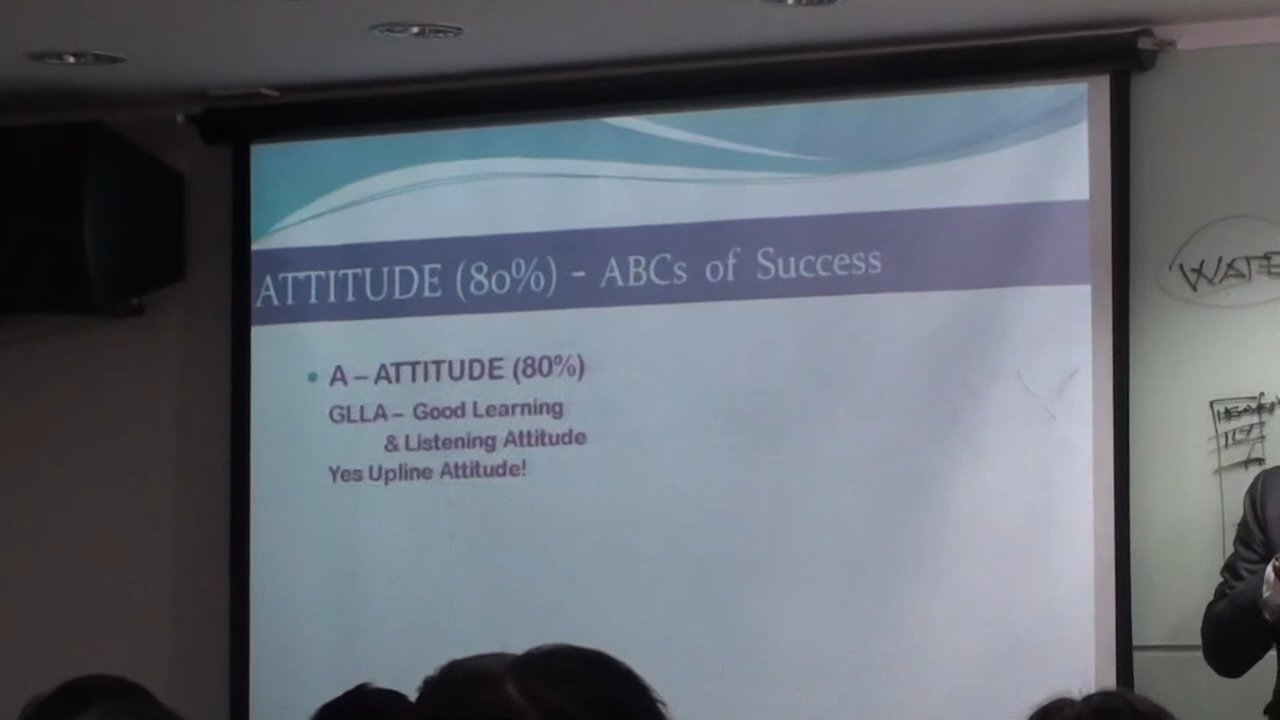 ATTITUDE (80%) - ABCs of Success
• A – ATTITUDE (80%)
GLLA – Good Learning
& Listening Attitude
Yes Upline Attitude!